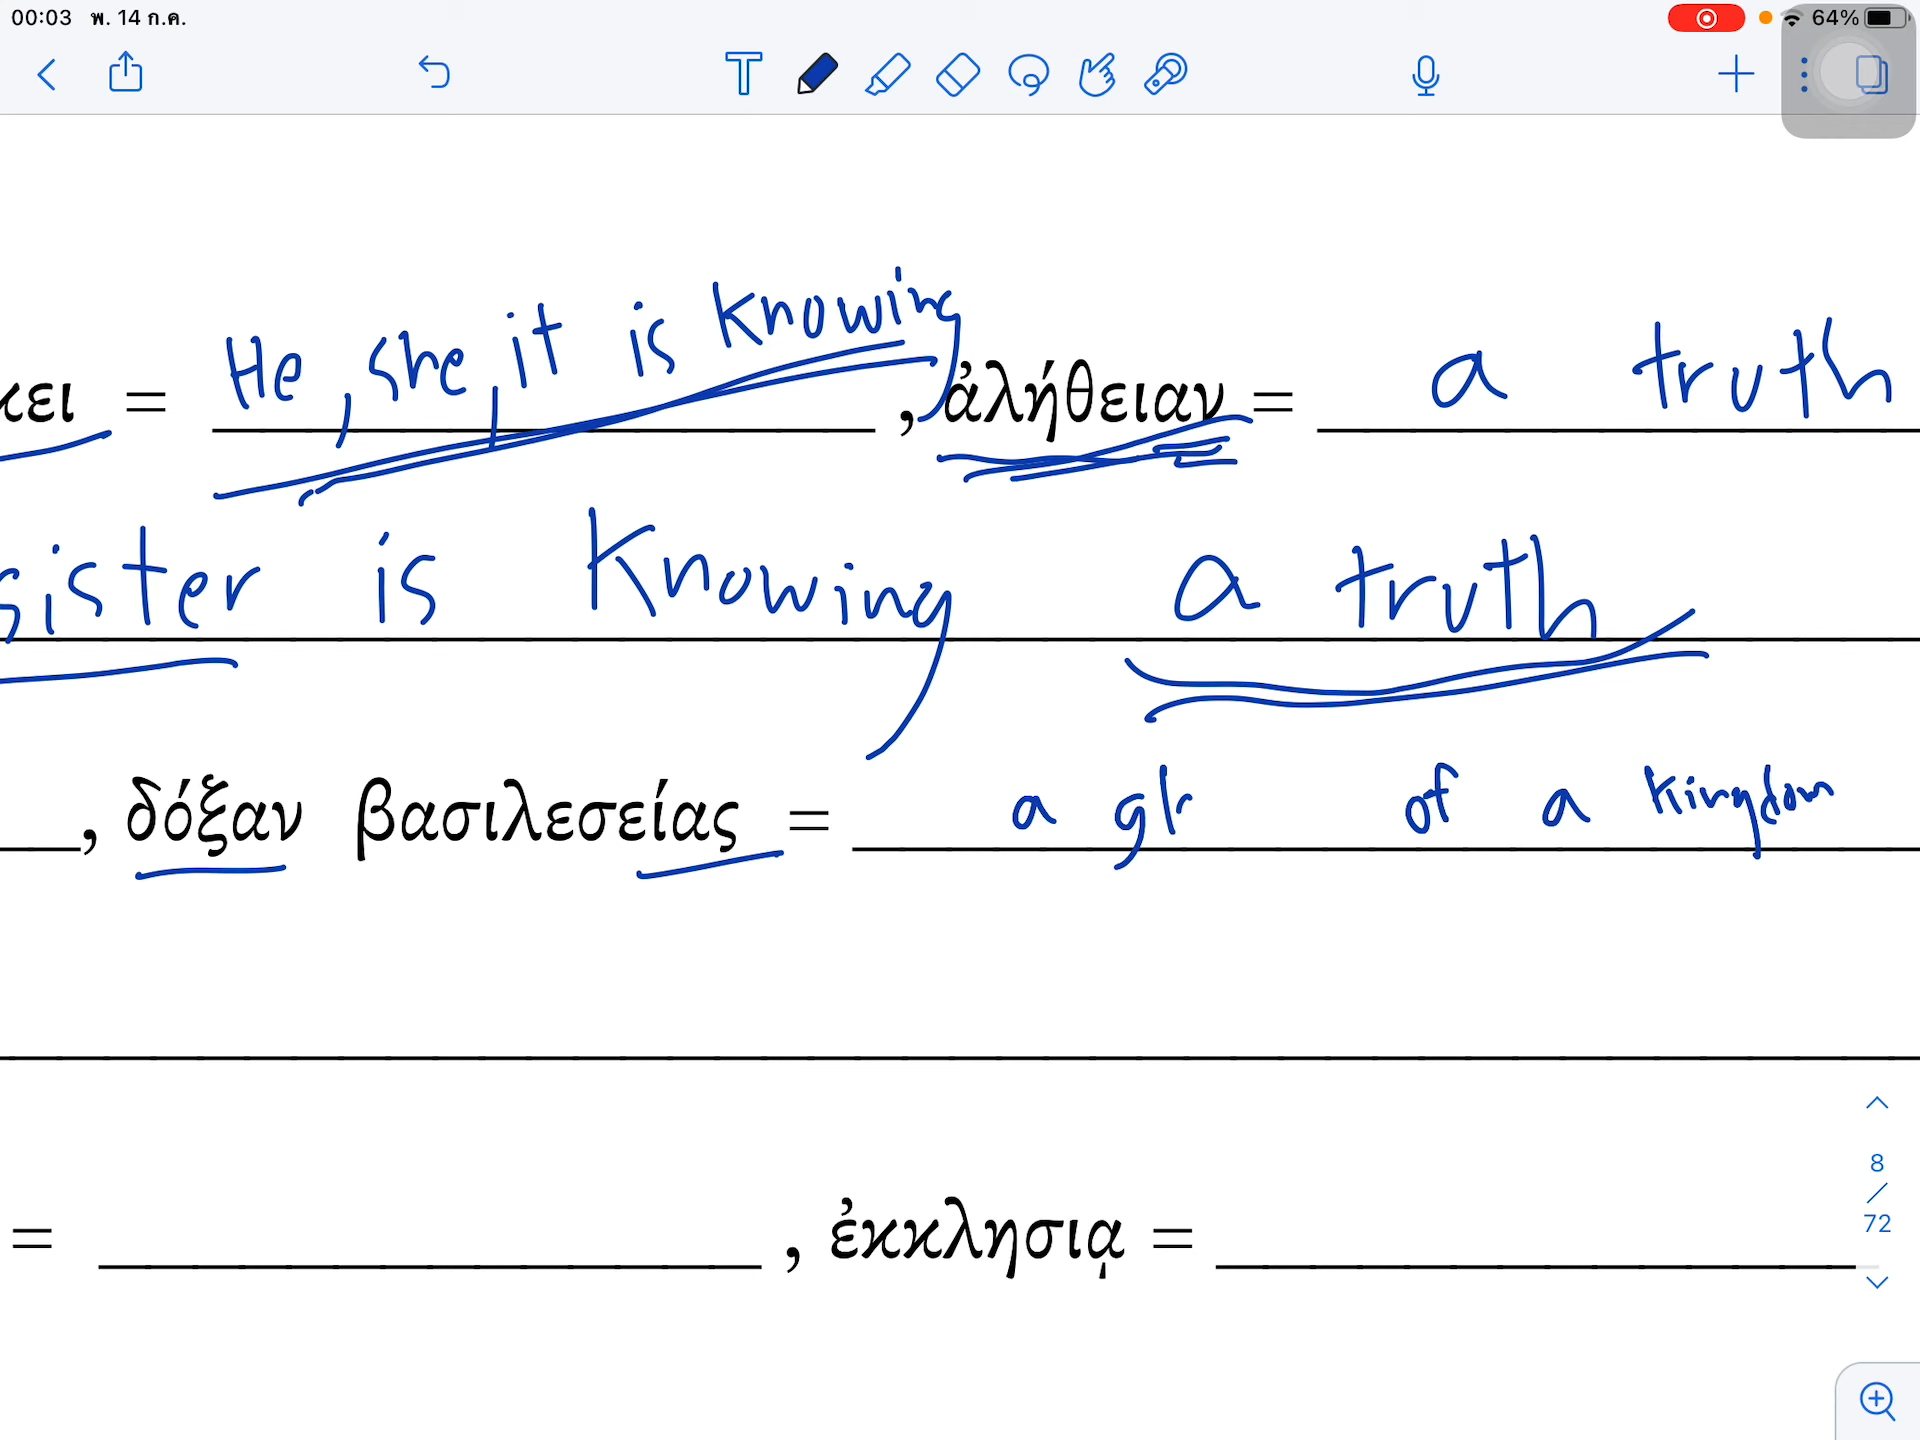 00:03 พ. 14 ก.ค. 64%
He, she, it is knowing
κει = , ἀλήθειαν = a truth
sister is knowing a truth
, δόξαν βασιλεσείας = a gl of a kingdom
= , ἐκκλησιᾳ =
8
/
72